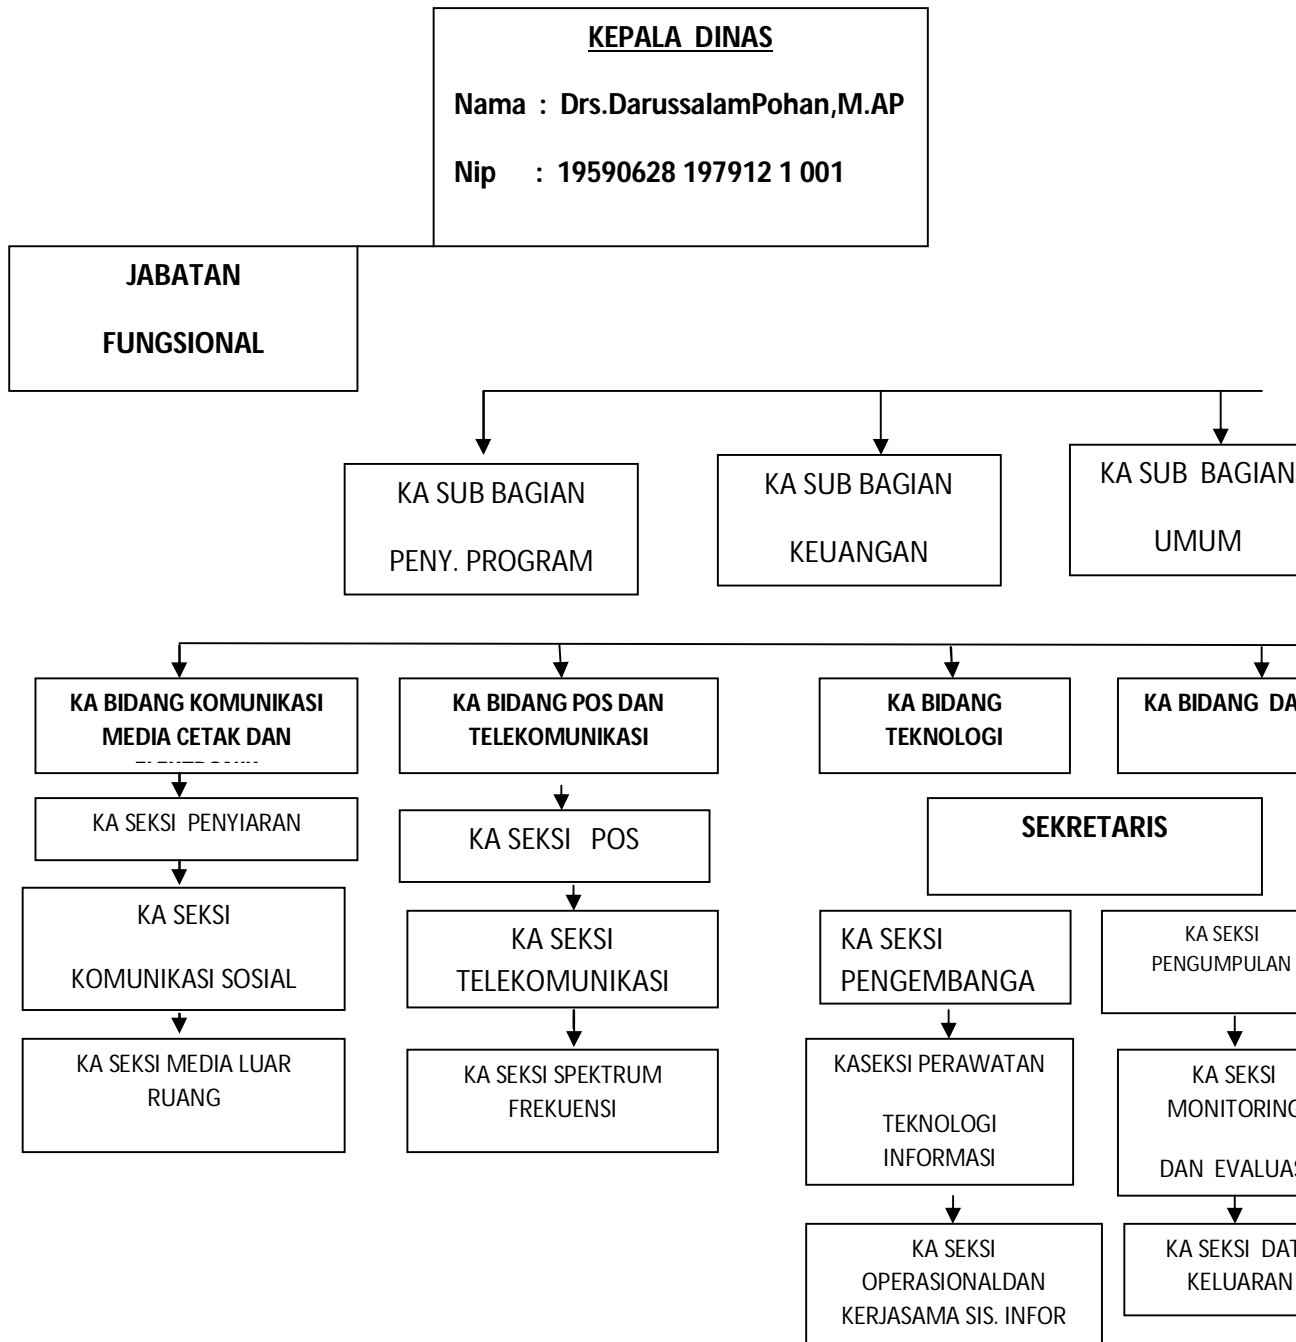 KEPALA DINAS
Nama : Drs.DarussalamPohan,M.AP
Nip : 19590628 197912 1 001
JABATAN
FUNGSIONAL
KA SUB BAGIAN
PENY. PROGRAM
KA SUB BAGIAN
KEUANGAN
KA SUB BAGIAN
UMUM
KA BIDANG KOMUNIKASI
MEDIA CETAK DAN
KA BIDANG POS DAN
TELEKOMUNIKASI
KA BIDANG
TEKNOLOGI
KA BIDANG
KA SEKSI PENYIARAN
KA SEKSI POS
SEKRETARIS
KA SEKSI
KOMUNIKASI SOSIAL
KA SEKSI
TELEKOMUNIKASI
KA SEKSI
PENGEMBANGA
KA SEKSI
PENGUMPULAN
KA SEKSI MEDIA LUAR
RUANG
KA SEKSI SPEKTRUM
FREKUENSI
KASEKSI PERAWATAN
TEKNOLOGI
INFORMASI
KA SEKSI
MONITORING
DAN EVALUAS
KA SEKSI
OPERASIONALDAN
KERJASAMA SIS. INFOR
KA SEKSI DAT
KELUARAN